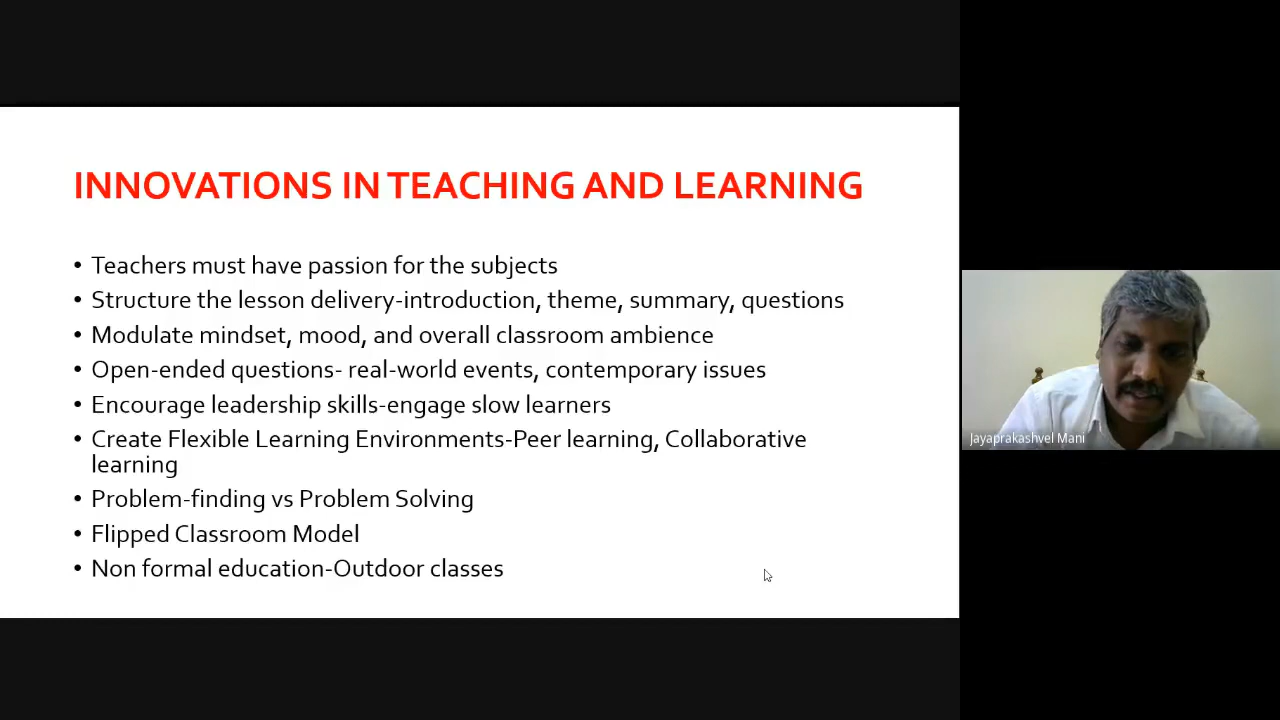 INNOVATIONS IN TEACHING AND LEARNING
• Teachers must have passion for the subjects
• Structure the lesson delivery-introduction, theme, summary, questions
• Modulate mindset, mood, and overall classroom ambience
• Open-ended questions- real-world events, contemporary issues
• Encourage leadership skills-engage slow learners
• Create Flexible Learning Environments-Peer learning, Collaborative
learning
• Problem-finding vs Problem Solving
• Flipped Classroom Model
• Non formal education-Outdoor classes
Jayaprakashvel Mani